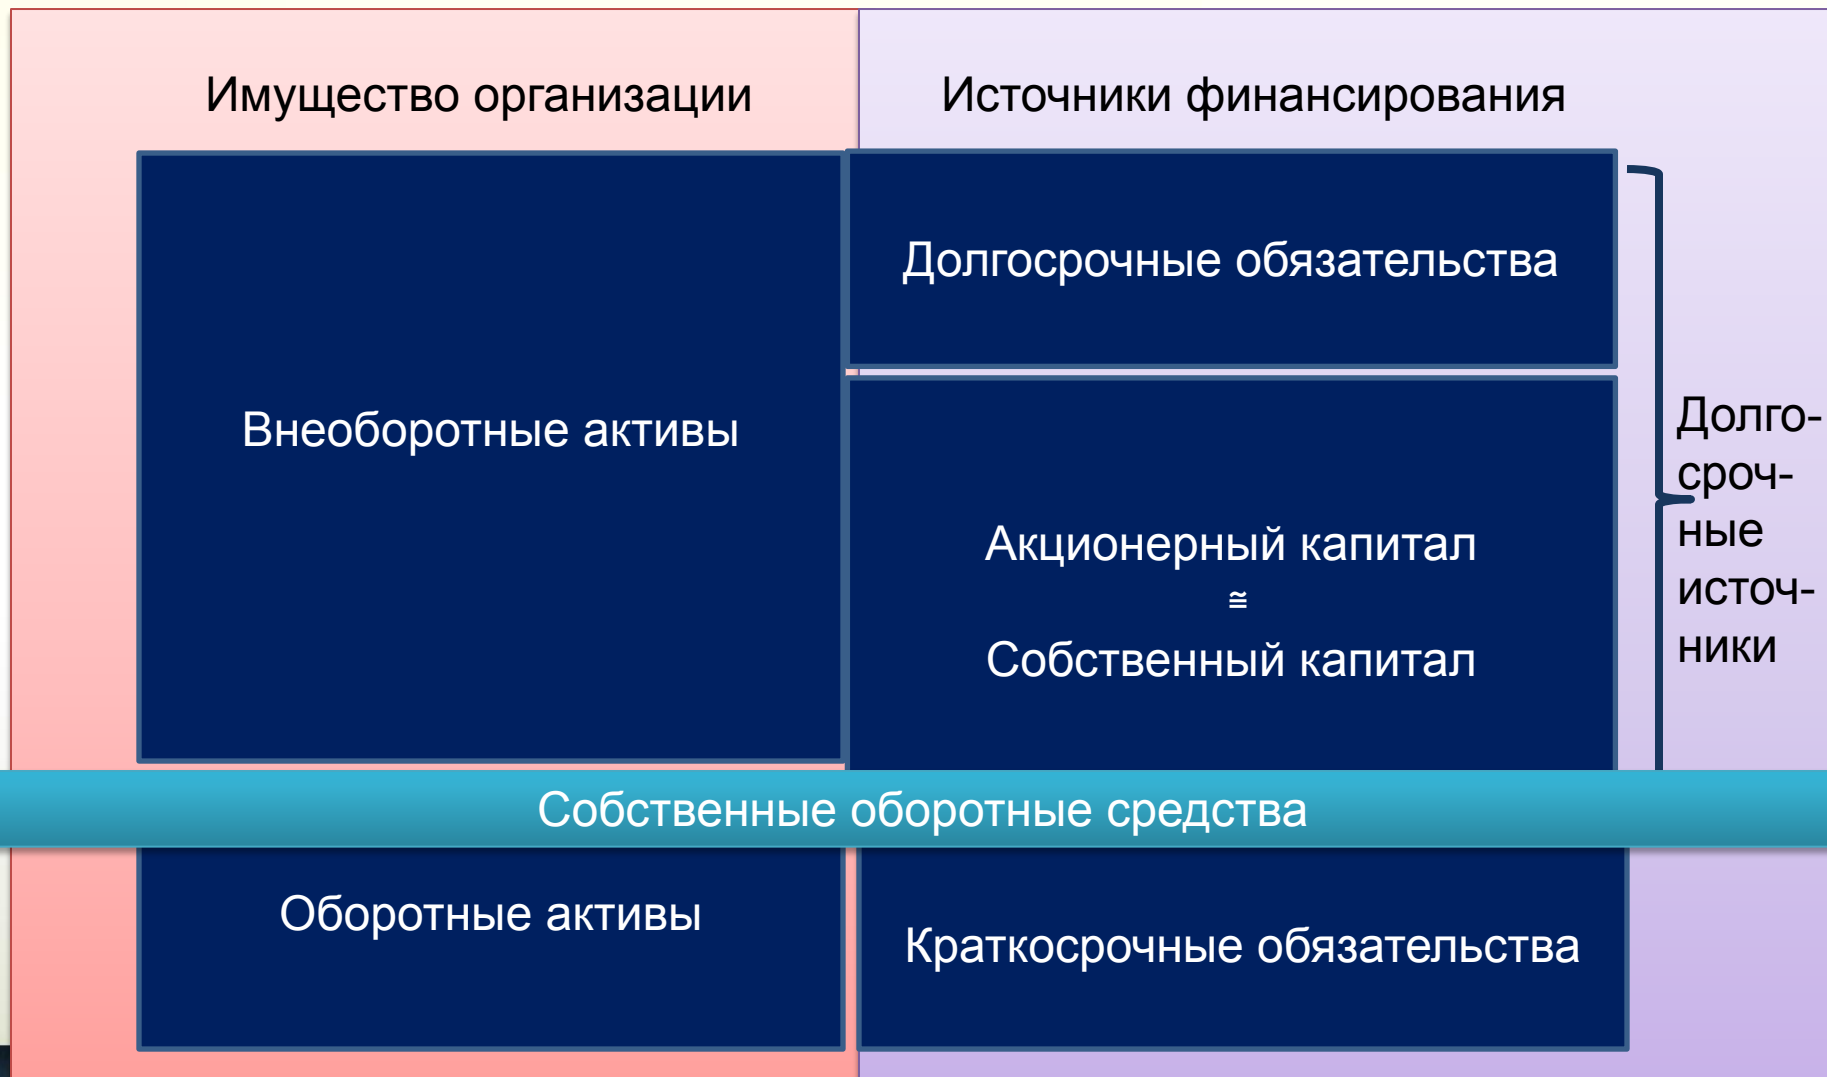 Имущество организации
Источники финансирования
Внеоборотные активы
Долгосрочные обязательства
Акционерный капитал
≅
Собственный капитал
Долго-
сроч-
ные
источ-
ники
Собственные оборотные средства
Оборотные активы
Краткосрочные обязательства